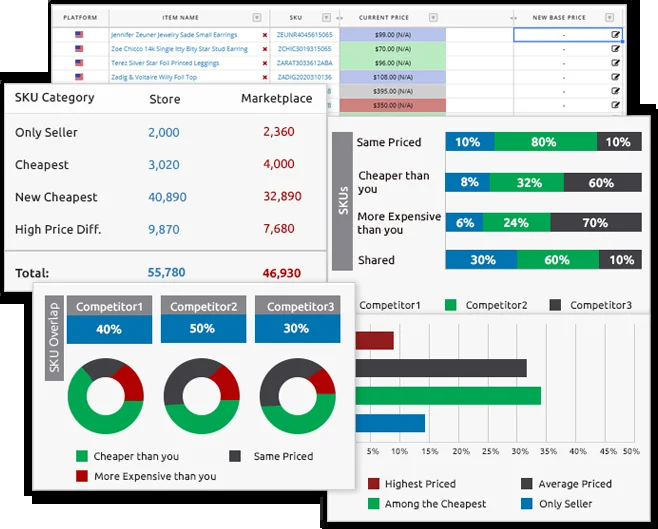 PLATFORM ITEM NAME SKU CURRENT PRICE NEW BASE PRICE
Jennifer Zeuner Jewelry Sade Small Earrings ZEUNR4045615065 $99.00 (N/A) -
Zoe Chicco 14k Single Itty Bity Star Stud Earring ZCHIC3019315065 $70.00 (N/A) -
Terez Silver Star Foil Printed Leggings ZARAT3033612ABA $96.00 (N/A) -
Zadig & Voltaire Willy Foil Top ZADIG2020310136 $108.00 (N/A) -
$395.00 (N/A) -
$350.00 (N/A) -
SKU Category Store Marketplace
Only Seller 2,000 2,360
Cheapest 3,020 4,000
New Cheapest 40,890 32,890
High Price Diff. 9,870 7,680
Total: 55,780 46,930
SKUs
Same Priced 10% 80% 10%
Cheaper than
you 8% 32% 60%
More Expensive
than you 6% 24% 70%
Shared 30% 60% 10%
Competitor1 Competitor2 Competitor3
SKU Overlap
Competitor1 Competitor2 Competitor3
40% 50% 30%
Cheaper than you Same Priced
More Expensive than you
5% 10% 15% 20% 25% 30% 35% 40% 45% 50%
Highest Priced Average Priced
Among the Cheapest Only Seller